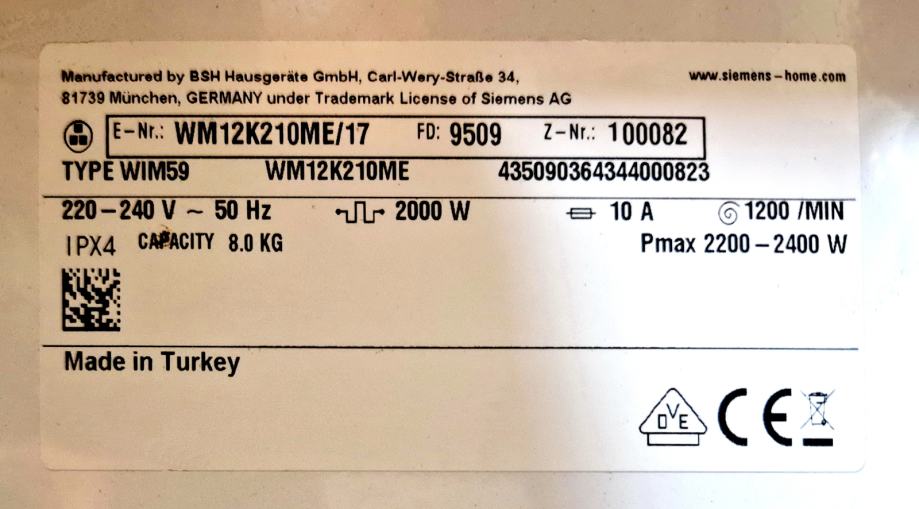 Manufactured by BSH Hausgeräte GmbH, Carl-Wery-Straße 34, www.siemens-home.com
81739 München, GERMANY under Trademark License of Siemens AG
E-Nr.: WM12K210ME/17 FD: 9509 Z-Nr.: 100082
TYPE WIM59 WM12K210ME 435090364344000823
220-240 V ~ 50 Hz 2000 W 10 A 1200 /MIN
IPX4 CAPACITY 8.0 KG Pmax 2200-2400 W
Made in Turkey
DVE CE